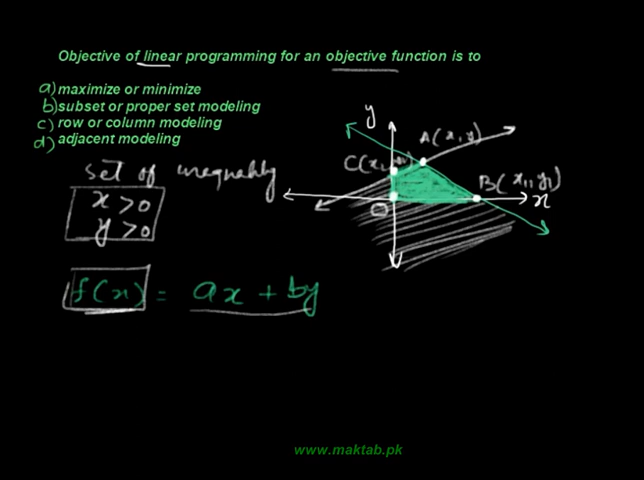 Objective of linear programming for an objective function is to
a) maximize or minimize
b) subset or proper set modeling
c) row or column modeling
d) adjacent modeling
set of inequality
x > 0
y > 0
f(x) = ax + by
y
A(x, y)
B(x₁, y₁)
x
www.maktab.pk